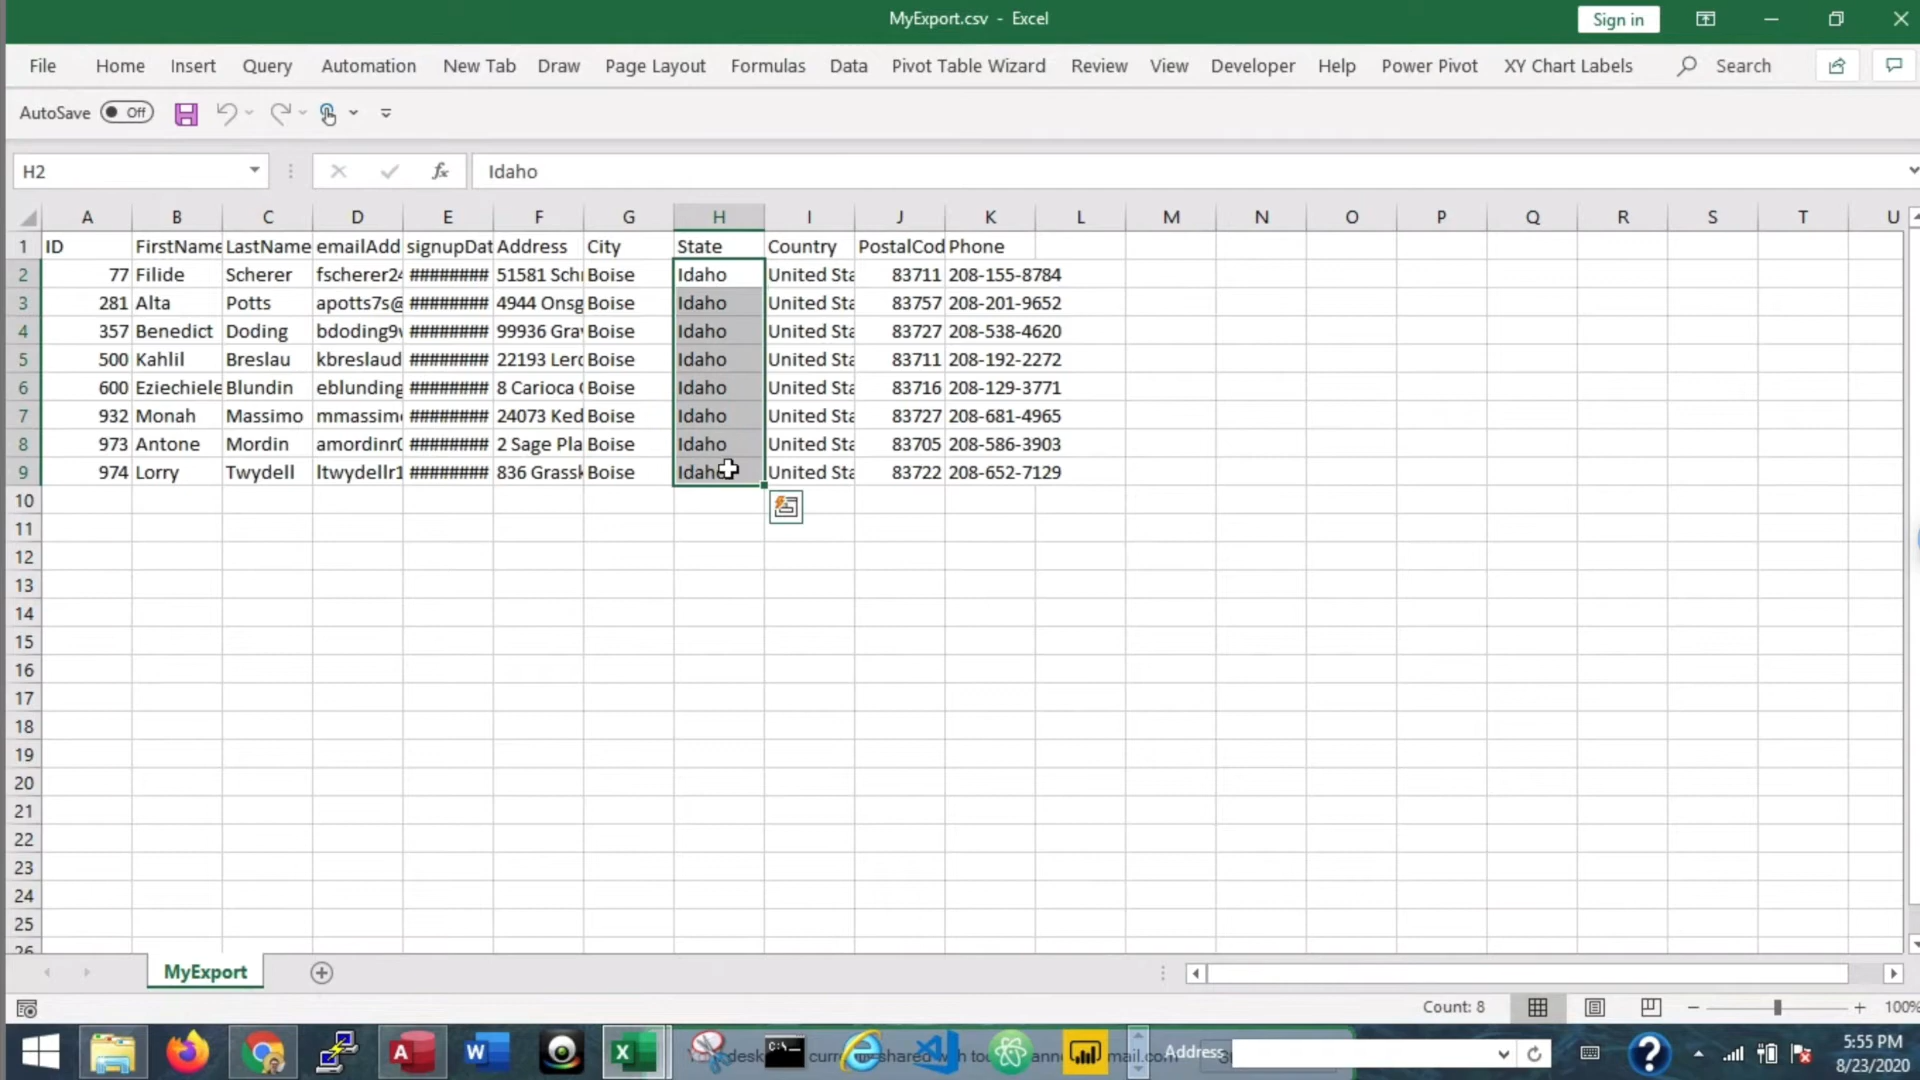 MyExport.csv - Excel
Sign in
File Home Insert Query Automation New Tab Draw Page Layout Formulas Data Pivot Table Wizard Review View Developer Help Power Pivot XY Chart Labels Search
AutoSave Off
H2 fx Idaho
A B C D E F G H I J K L M N O P Q R S T U
1 ID FirstName LastName emailAdd signupDat Address City State Country PostalCod Phone
2 77 Filide Scherer fscherer24 ######## 51581 Sch Boise Idaho United Sta 83711 208-155-8784
3 281 Alta Potts apotts7s@ ######## 4944 Onsg Boise Idaho United Sta 83757 208-201-9652
4 357 Benedict Doding bdoding9 ######## 99936 Gra Boise Idaho United Sta 83727 208-538-4620
5 500 Kahlil Breslau kbreslaud ######## 22193 Lerd Boise Idaho United Sta 83711 208-192-2272
6 600 Eziechiele Blundin eblunding ######## 8 Carioca Boise Idaho United Sta 83716 208-129-3771
7 932 Monah Massimo mmassim ######## 24073 Ked Boise Idaho United Sta 83727 208-681-4965
8 973 Antone Mordin amordinr0 ######## 2 Sage Pla Boise Idaho United Sta 83705 208-586-3903
9 974 Lorry Twydell ltwydellr1 ######## 836 Grassk Boise Idaho United Sta 83722 208-652-7129
10
11
12
13
14
15
16
17
18
19
20
21
22
23
24
25
26
MyExport
Count: 8 100%
Address
5:55 PM
8/23/2020